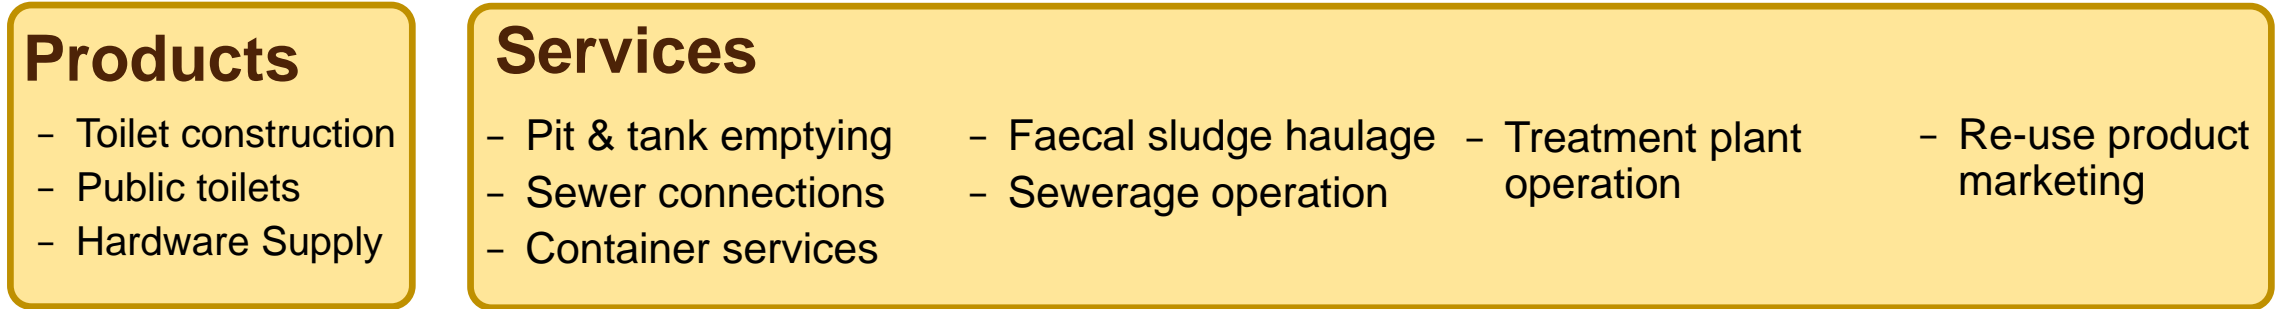 Products
– Toilet construction
– Public toilets
– Hardware Supply
Services
– Pit & tank emptying
– Sewer connections
– Container services
– Faecal sludge haulage
– Sewerage operation
– Treatment plant
operation
– Re-use product
marketing